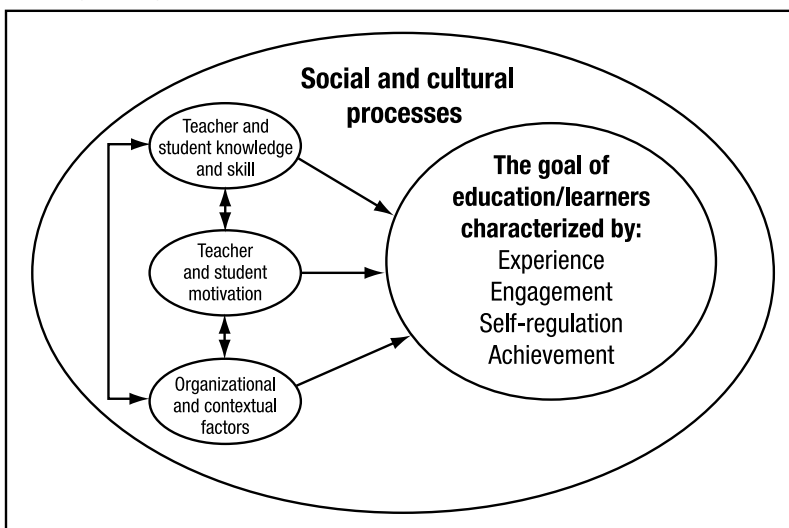 Social and cultural
processes
Teacher and
student knowledge
and skill
Teacher
and student
motivation
Organizational
and contextual
factors
The goal of
education/learners
characterized by:
Experience
Engagement
Self-regulation
Achievement